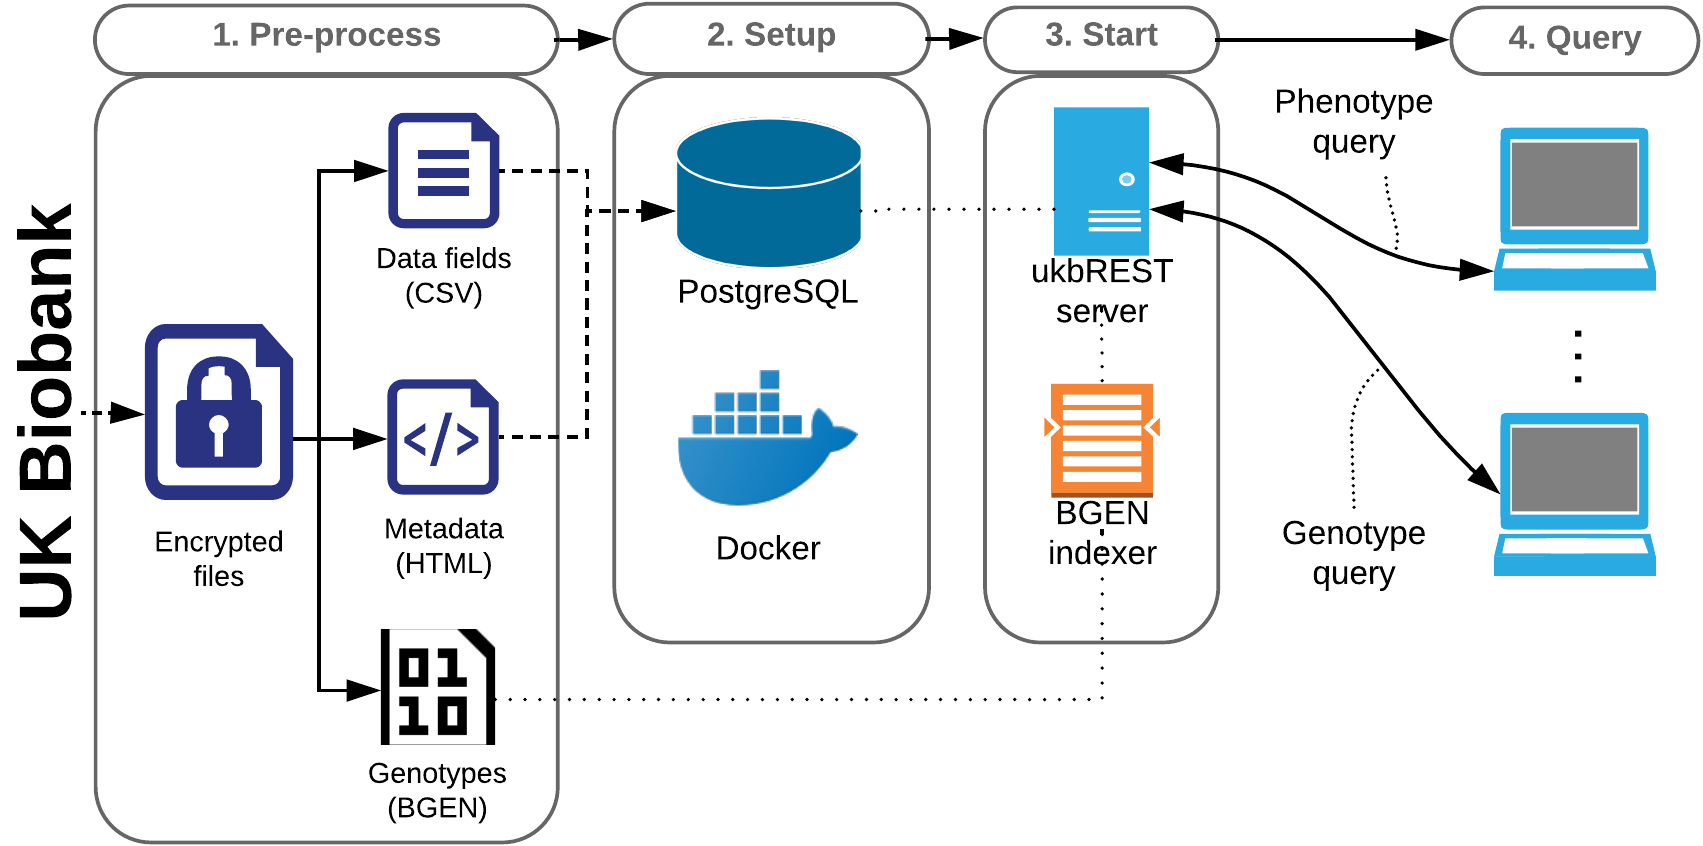 1. Pre-process
2. Setup
3. Start
4. Query
UK Biobank
Encrypted
files
Data fields
(CSV)
</>
Metadata
(HTML)
01
10
Genotypes
(BGEN)
PostgreSQL
Docker
ukbREST
server
BGEN
indexer
Phenotype
query
Genotype
query